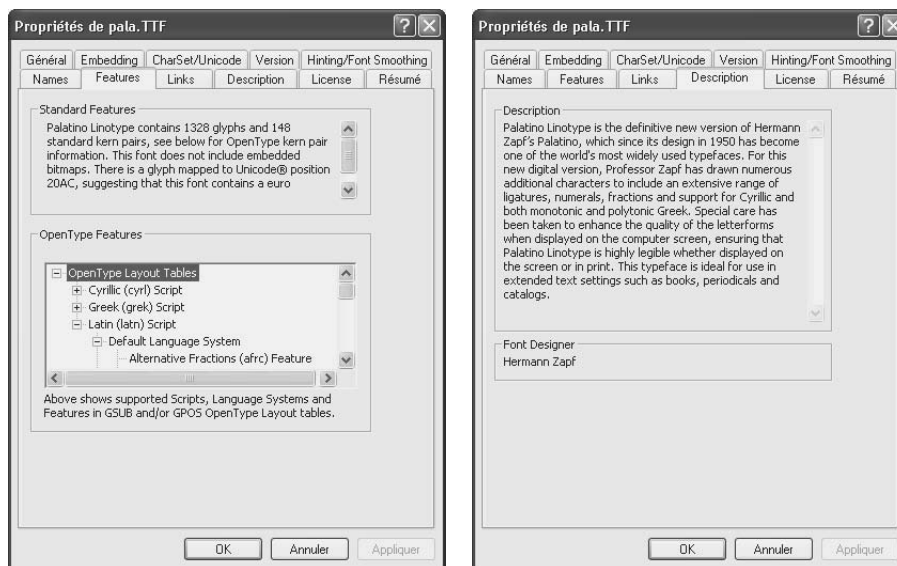 Propriétés de pala.TTF
Général Embedding CharSet/Unicode Version Hinting/Font Smoothing
Names Features Links Description License Résumé
Standard Features
Palatino Linotype contains 1328 glyphs and 148
standard kern pairs, see below for OpenType kern pair
information. This font does not include embedded
bitmaps. There is a glyph mapped to Unicode® position
20AC, suggesting that this font contains a euro
OpenType Features
OpenType Layout Tables
Cyrillic (cyrl) Script
Greek (grek) Script
Latin (latn) Script
Default Language System
Alternative Fractions (afrc) Feature
Above shows supported Scripts, Language Systems and
Features in GSUB and/or GPOS OpenType Layout tables.
OK Annuler Appliquer
Propriétés de pala.TTF
Général Embedding CharSet/Unicode Version Hinting/Font Smoothing
Names Features Links Description License Résumé
Description
Palatino Linotype is the definitive new version of Hermann
Zapf's Palatino, which since its design in 1950 has become
one of the world's most widely used typefaces. For this
new digital version, Professor Zapf has drawn numerous
additional characters to include an extensive range of
ligatures, numerals, fractions and support for Cyrillic and
both monotonic and polytonic Greek. Special care has
been taken to enhance the quality of the letterforms
when displayed on the computer screen, ensuring that
Palatino Linotype is highly legible whether displayed on
the screen or in print. This typeface is ideal for use in
extended text settings such as books, periodicals and
catalogs.
Font Designer
Hermann Zapf
OK Annuler Appliquer